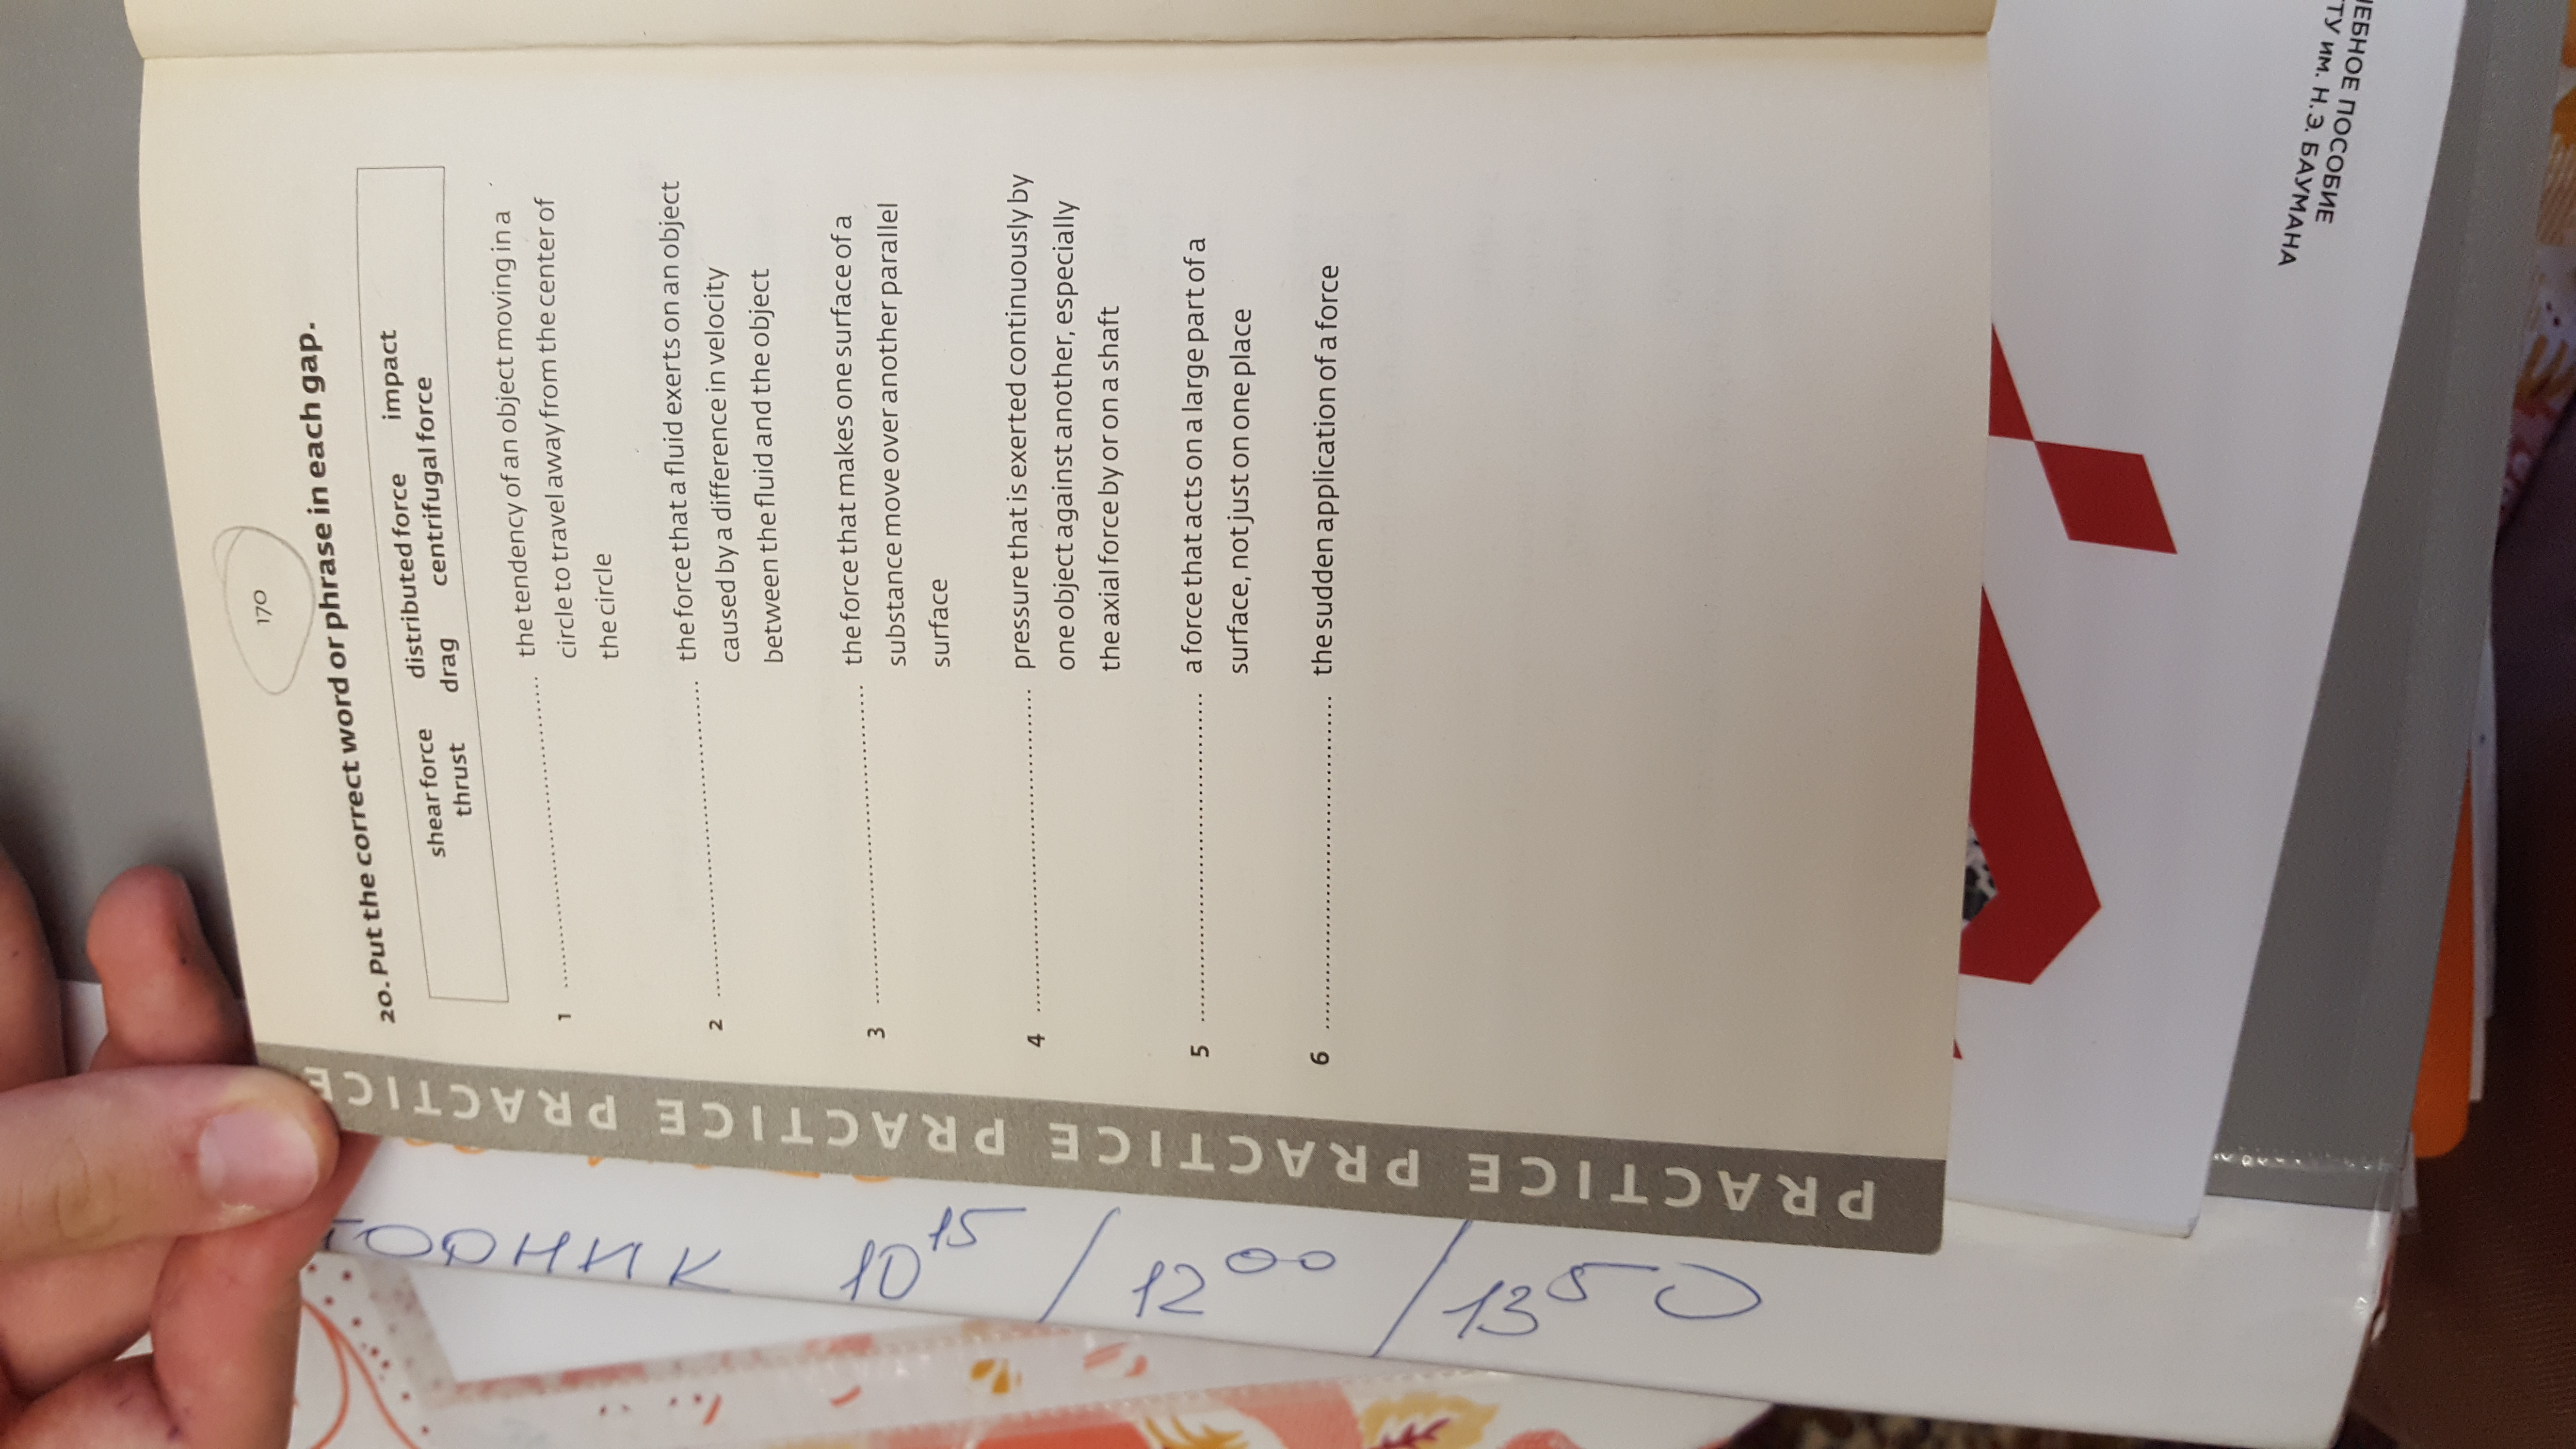 170
20. Put the correct word or phrase in each gap.
shear force distributed force impact
thrust drag centrifugal force
1 .................... the tendency of an object moving in a
circle to travel away from the center of
the circle
2 .................... the force that a fluid exerts on an object
caused by a difference in velocity
between the fluid and the object
3 .................... the force that makes one surface of a
substance move over another parallel
surface
4 .................... pressure that is exerted continuously by
one object against another, especially
the axial force by or on a shaft
5 .................... a force that acts on a large part of a
surface, not just on one place
6 .................... the sudden application of a force
PRACTICE PRACTICE PRACTICE PRACTICE
10 15 / 12 00 / 13 50
ПОСОБИЕ
им. Н.Э. БАУМАНА